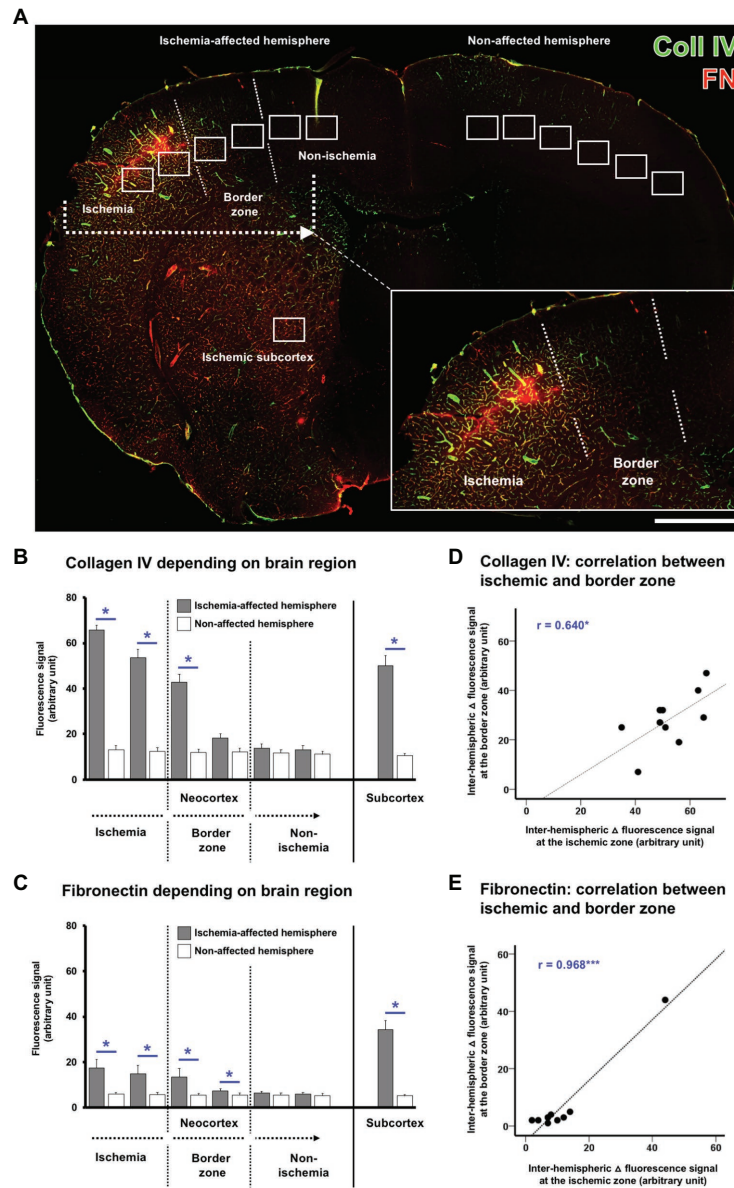 A
Ischemia-affected hemisphere
Non-affected hemisphere
Coll IV
FN
Non-ischemia
Ischemia
Border
zone
Ischemic subcortex
Ischemia
Border
zone
B
Collagen IV depending on brain region
Fluorescence signal
(arbitrary unit)
80
60
40
20
0
Ischemia-affected hemisphere
Non-affected hemisphere
* * * *
Neocortex
Subcortex
Ischemia
Border
zone
Non-
ischemia
D
Collagen IV: correlation between
ischemic and border zone
r = 0.640*
Inter-hemispheric Δ fluorescence signal
at the border zone (arbitrary unit)
60
40
20
0
0 20 40 60
Inter-hemispheric Δ fluorescence signal
at the ischemic zone (arbitrary unit)
C
Fibronectin depending on brain region
Fluorescence signal
(arbitrary unit)
80
60
40
20
0
Ischemia-affected hemisphere
Non-affected hemisphere
* * * * *
Neocortex
Subcortex
Ischemia
Border
zone
Non-
ischemia
E
Fibronectin: correlation between
ischemic and border zone
r = 0.968***
Inter-hemispheric Δ fluorescence signal
at the border zone (arbitrary unit)
60
40
20
0
0 20 40 60
Inter-hemispheric Δ fluorescence signal
at the ischemic zone (arbitrary unit)